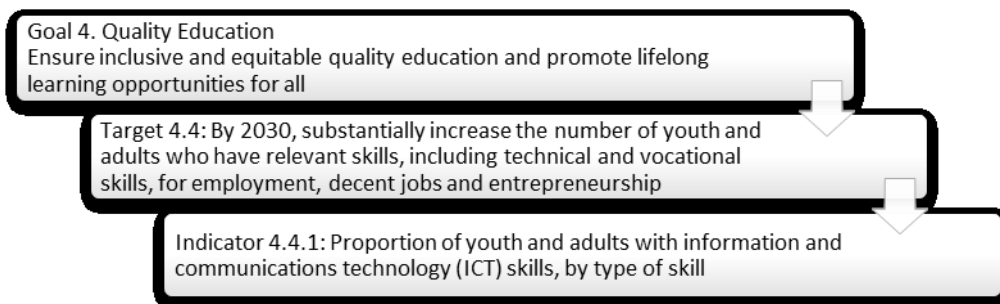 Goal 4. Quality Education
Ensure inclusive and equitable quality education and promote lifelong
learning opportunities for all
Target 4.4: By 2030, substantially increase the number of youth and
adults who have relevant skills, including technical and vocational
skills, for employment, decent jobs and entrepreneurship
Indicator 4.4.1: Proportion of youth and adults with information and
communications technology (ICT) skills, by type of skill